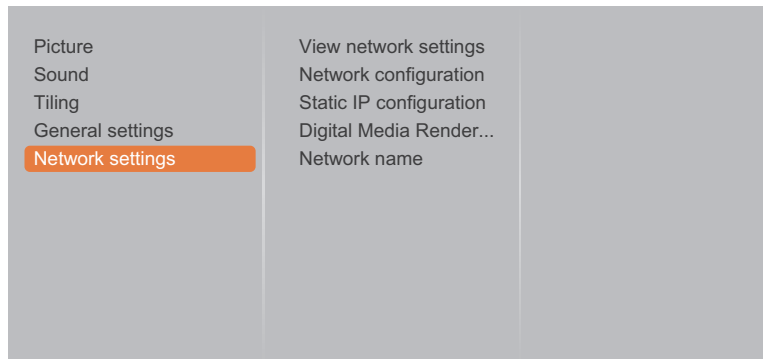 Picture
Sound
Tiling
General settings
Network settings
View network settings
Network configuration
Static IP configuration
Digital Media Render...
Network name